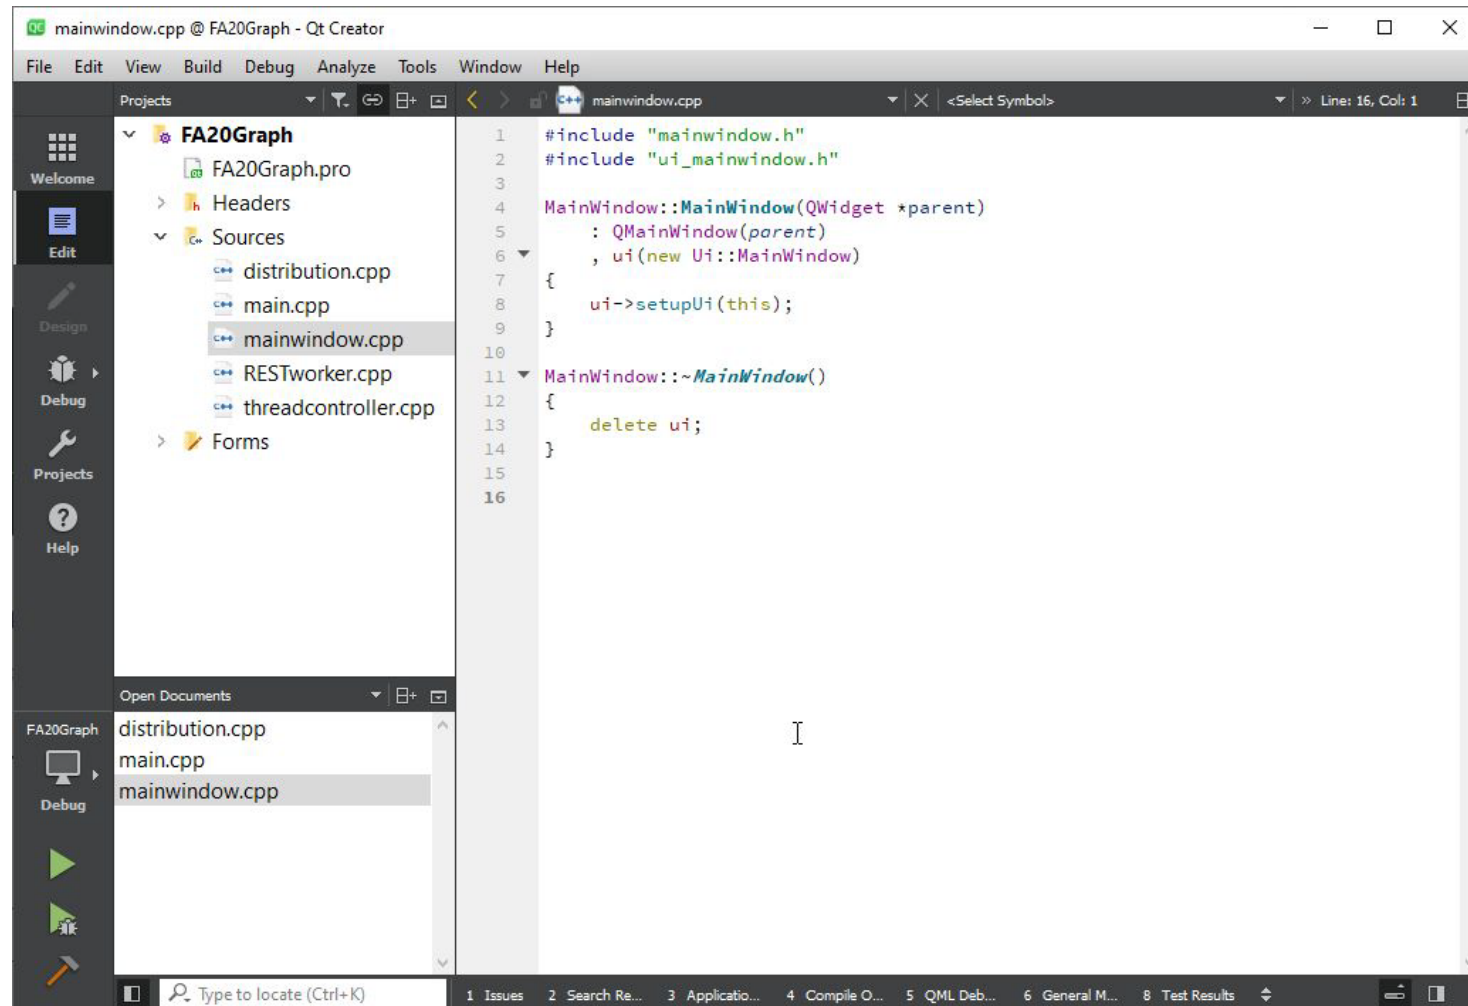 mainwindow.cpp @ FA20Graph - Qt Creator
File Edit View Build Debug Analyze Tools Window Help
Projects
mainwindow.cpp
<Select Symbol>
» Line: 16, Col: 1
Welcome
Edit
Design
Debug
Projects
Help
FA20Graph
FA20Graph.pro
Headers
Sources
distribution.cpp
main.cpp
mainwindow.cpp
RESTworker.cpp
threadcontroller.cpp
Forms
1 #include "mainwindow.h"
2 #include "ui_mainwindow.h"
3
4 MainWindow::MainWindow(QWidget *parent)
5     : QMainWindow(parent)
6     , ui(new Ui::MainWindow)
7 {
8     ui->setupUi(this);
9 }
10
11 MainWindow::~MainWindow()
12 {
13     delete ui;
14 }
15
16
Open Documents
distribution.cpp
main.cpp
mainwindow.cpp
FA20Graph
Debug
Type to locate (Ctrl+K)
1 Issues 2 Search Re... 3 Applicatio... 4 Compile O... 5 QML Deb... 6 General M... 8 Test Results